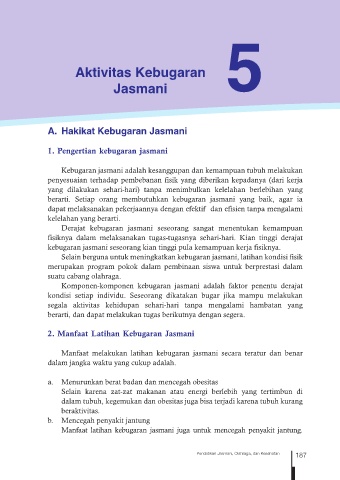 Aktivitas Kebugaran
Jasmani
5
A. Hakikat Kebugaran Jasmani
1. Pengertian kebugaran jasmani
Kebugaran jasmani adalah kesanggupan dan kemampuan tubuh melakukan
penyesuaian terhadap pembebanan fisik yang diberikan kepadanya (dari kerja
yang dilakukan sehari-hari) tanpa menimbulkan kelelahan berlebihan yang
berarti. Setiap orang membutuhkan kebugaran jasmani yang baik, agar ia
dapat melaksanakan pekerjaannya dengan efektif dan efisien tanpa mengalami
kelelahan yang berarti.
Derajat kebugaran jasmani seseorang sangat menentukan kemampuan
fisiknya dalam melaksanakan tugas-tugasnya sehari-hari. Kian tinggi derajat
kebugaran jasmani seseorang kian tinggi pula kemampuan kerja fisiknya.
Selain berguna untuk meningkatkan kebugaran jasmani, latihan kondisi fisik
merupakan program pokok dalam pembinaan siswa untuk berprestasi dalam
suatu cabang olahraga.
Komponen-komponen kebugaran jasmani adalah faktor penentu derajat
kondisi setiap individu. Seseorang dikatakan bugar jika mampu melakukan
segala aktivitas kehidupan sehari-hari tanpa mengalami hambatan yang
berarti, dan dapat melakukan tugas berikutnya dengan segera.
2. Manfaat Latihan Kebugaran Jasmani
Manfaat melakukan latihan kebugaran jasmani secara teratur dan benar
dalam jangka waktu yang cukup adalah.
a. Menurunkan berat badan dan mencegah obesitas
Selain karena zat-zat makanan atau energi berlebih yang tertimbun di
dalam tubuh, kegemukan dan obesitas juga bisa terjadi karena tubuh kurang
beraktivitas.
b. Mencegah penyakit jantung
Manfaat latihan kebugaran jasmani juga untuk mencegah penyakit jantung.
Pendidikan Jasmani, Olahraga, dan Kesehatan
187